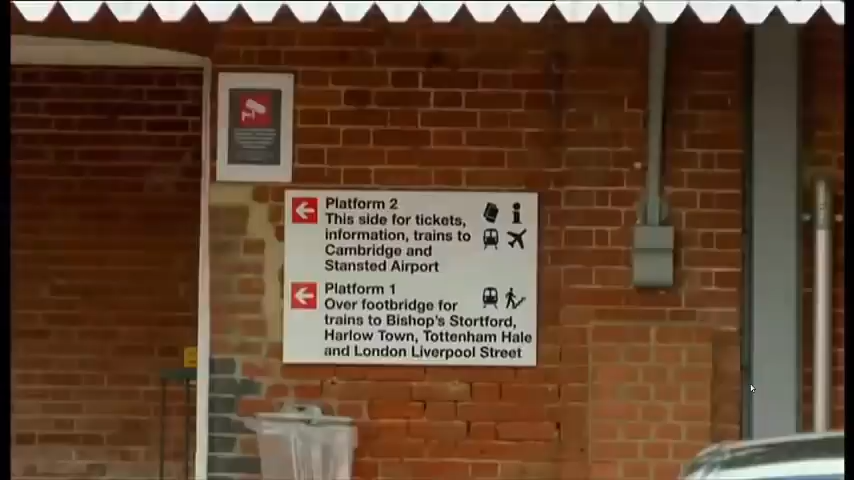 Platform 2
This side for tickets,
information, trains to
Cambridge and
Stansted Airport
Platform 1
Over footbridge for
trains to Bishop's Stortford,
Harlow Town, Tottenham Hale
and London Liverpool Street